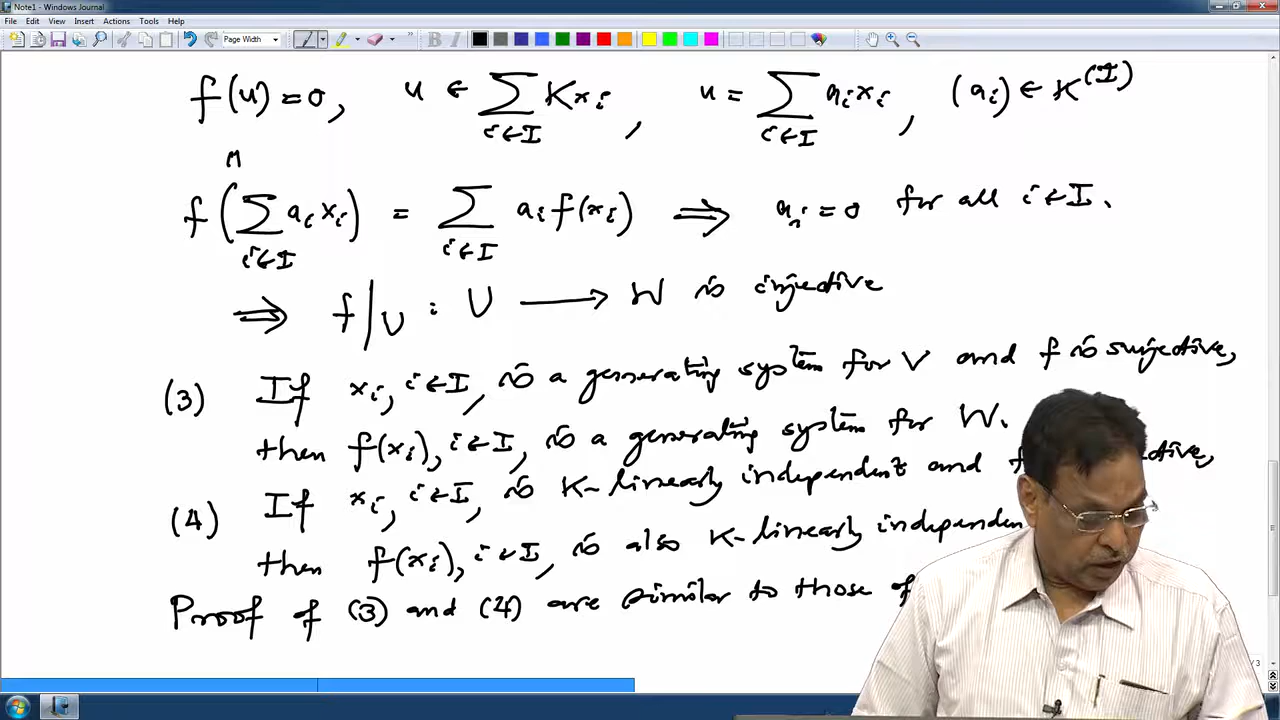 Note1 - Windows Journal
File Edit View Insert Actions Tools Help
Page Width
f(u) = 0, u ∈ ∑_{i∈I} K x_i, u = ∑_{i∈I} a_i x_i, (a_i) ∈ K^{(I)}
f(∑_{i∈I} a_i x_i) = ∑_{i∈I} a_i f(x_i) ⟹ a_i = 0 for all i ∈ I.
⟹ f|_U : U ⟶ W is injective
(3) If x_i, i∈I, is a generating system for V and f is surjective,
then f(x_i), i∈I, is a generating system for W.
(4) If x_i, i∈I, is K-linearly independent and
then f(x_i), i∈I, is also K-linearly independen
Proof of (3) and (4) are similar to those of
/3